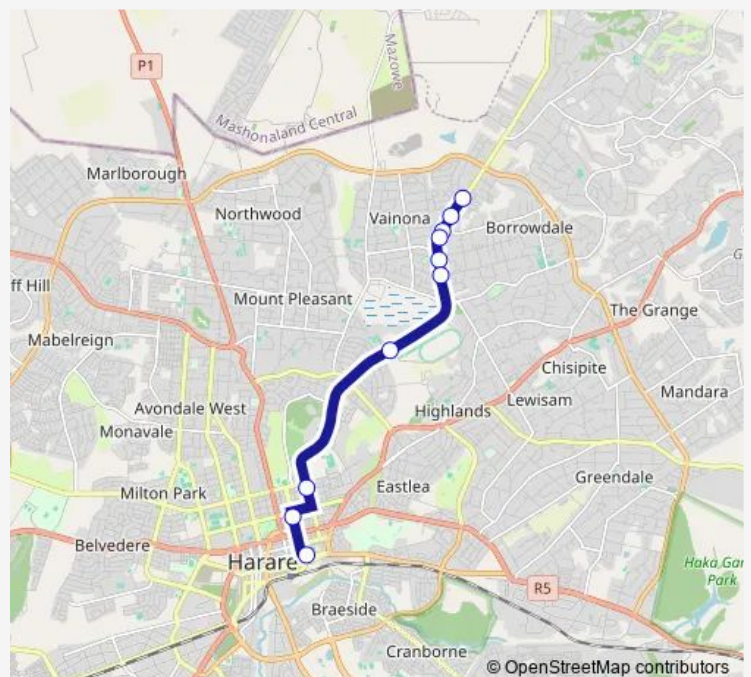 P1
Mazowe
Mashonaland Central
Marlborough
Northwood
Vainona
Borrowdale
ff Hill
Mount Pleasant
The Grange
G
Mabelreign
Chisipite
Mandara
Avondale West
Highlands
Lewisam
Monavale
Milton Park
Eastlea
Greendale
Belvedere
Harare
Haka Gam
Park
R5
Braeside
Cranborne
© OpenStreetMap contributors